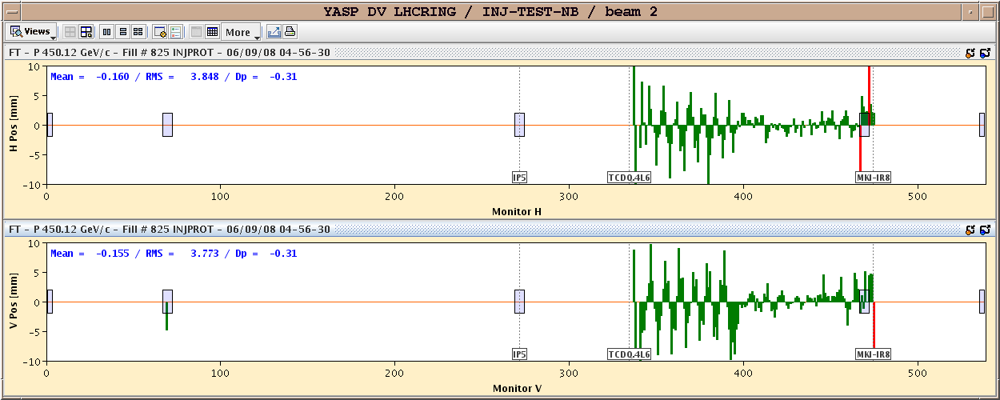 YASP DV LHCRING / INJ-TEST-NB / beam 2
Views More
FT - P 450.12 GeV/c - Fill # 825 INJPROT - 06/09/08 04-56-30
Mean = -0.160 / RMS = 3.848 / Dp = -0.31
H Pos [mm]
10
5
0
-5
-10
IP5 TCDQ.4L6 MKI-IR8
0 100 200 300 400 500
Monitor H
FT - P 450.12 GeV/c - Fill # 825 INJPROT - 06/09/08 04-56-30
Mean = -0.155 / RMS = 3.773 / Dp = -0.31
V Pos [mm]
10
5
0
-5
-10
IP5 TCDQ.4L6 MKI-IR8
0 100 200 300 400 500
Monitor V